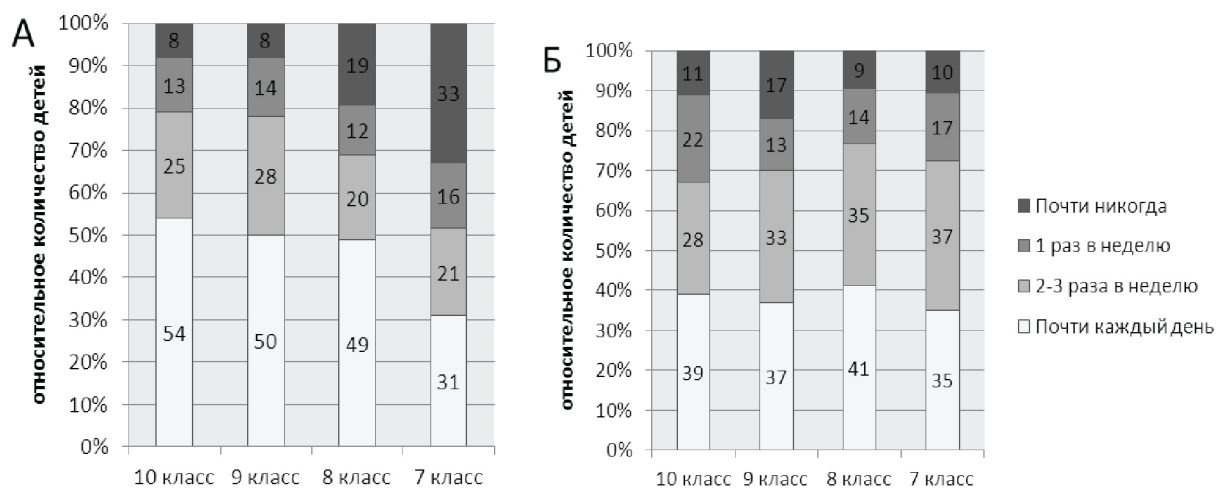 А
относительное количество детей
100%
90%
80%
70%
60%
50%
40%
30%
20%
10%
0%
8 8 19 33
13 14 12 16
25 28 20 21
54 50 49 31
10 класс 9 класс 8 класс 7 класс
Б
относительное количество детей
100%
90%
80%
70%
60%
50%
40%
30%
20%
10%
0%
11 17 9 10
22 13 14 17
28 33 35 37
39 37 41 35
10 класс 9 класс 8 класс 7 класс
Почти никогда
1 раз в неделю
2-3 раза в неделю
Почти каждый день